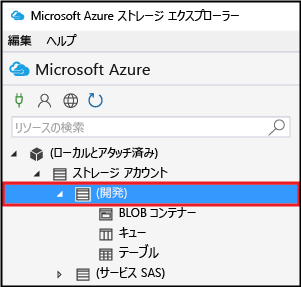 Microsoft Azure ストレージ エクスプローラー
編集 ヘルプ
Microsoft Azure
リソースの検索
(ローカルとアタッチ済み)
ストレージ アカウント
(開発)
BLOB コンテナー
キュー
テーブル
(サービス SAS)